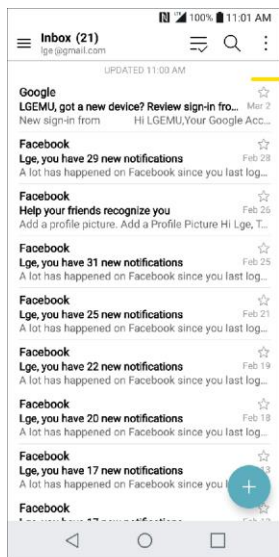 100% 11:01 AM
Inbox (21)
lge@gmail.com
UPDATED 11:00 AM
Google
LGEMU, got a new device? Review sign-in fro... Mar 2
New sign-in from Hi LGEMU,Your Google Acc...
Facebook
Lge, you have 29 new notifications Feb 28
A lot has happened on Facebook since you last log...
Facebook
Help your friends recognize you Feb 26
Add a profile picture. Add a Profile Picture Hi Lge, T...
Facebook
Lge, you have 31 new notifications Feb 25
A lot has happened on Facebook since you last log...
Facebook
Lge, you have 25 new notifications Feb 21
A lot has happened on Facebook since you last log...
Facebook
Lge, you have 22 new notifications Feb 19
A lot has happened on Facebook since you last log...
Facebook
Lge, you have 20 new notifications Feb 18
A lot has happened on Facebook since you last log...
Facebook
Lge, you have 17 new notifications
A lot has happened on Facebook since you
Facebook